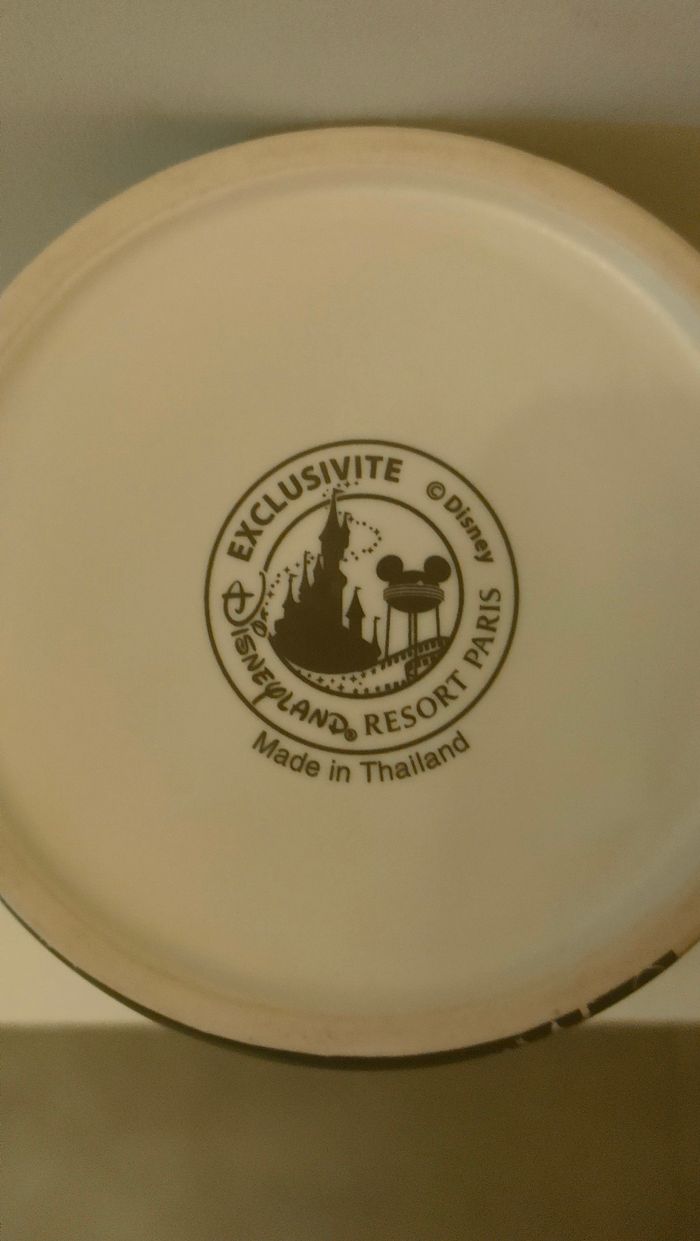 EXCLUSIVITE
© Disney
DISNEYLAND® RESORT PARIS
Made in Thailand